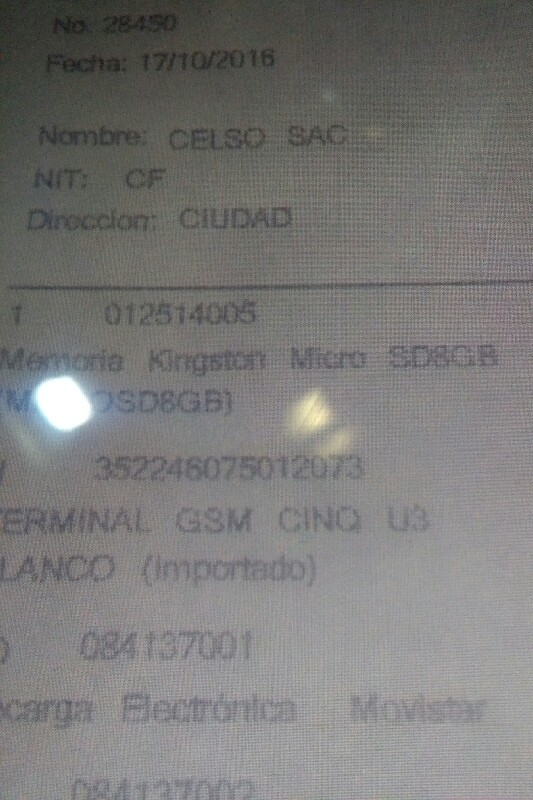 No. 28450
Fecha: 17/10/2016
Nombre: CELSO SAC
NIT: CF
Direccion: CIUDAD
1 012514005
Memoria Kingston Micro SD8GB
OSD8GB)
352246075012073
ERMINAL GSM CINQ U3
LANCO (Importado)
084137001
carga Electrónica Movistar
084137002